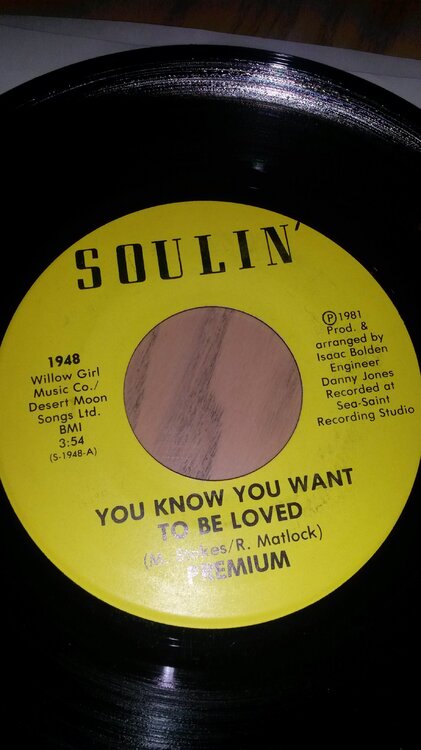 SOULIN'
1948
Willow Girl
Music Co./
Desert Moon
Songs Ltd.
BMI
3:54
(S-1948-A)
Ⓟ1981
Prod. &
arranged by
Isaac Bolden
Engineer
Danny Jones
Recorded at
Sea-Saint
Recording Studio
YOU KNOW YOU WANT
TO BE LOVED
(M. /R. Matlock)
PREMIUM